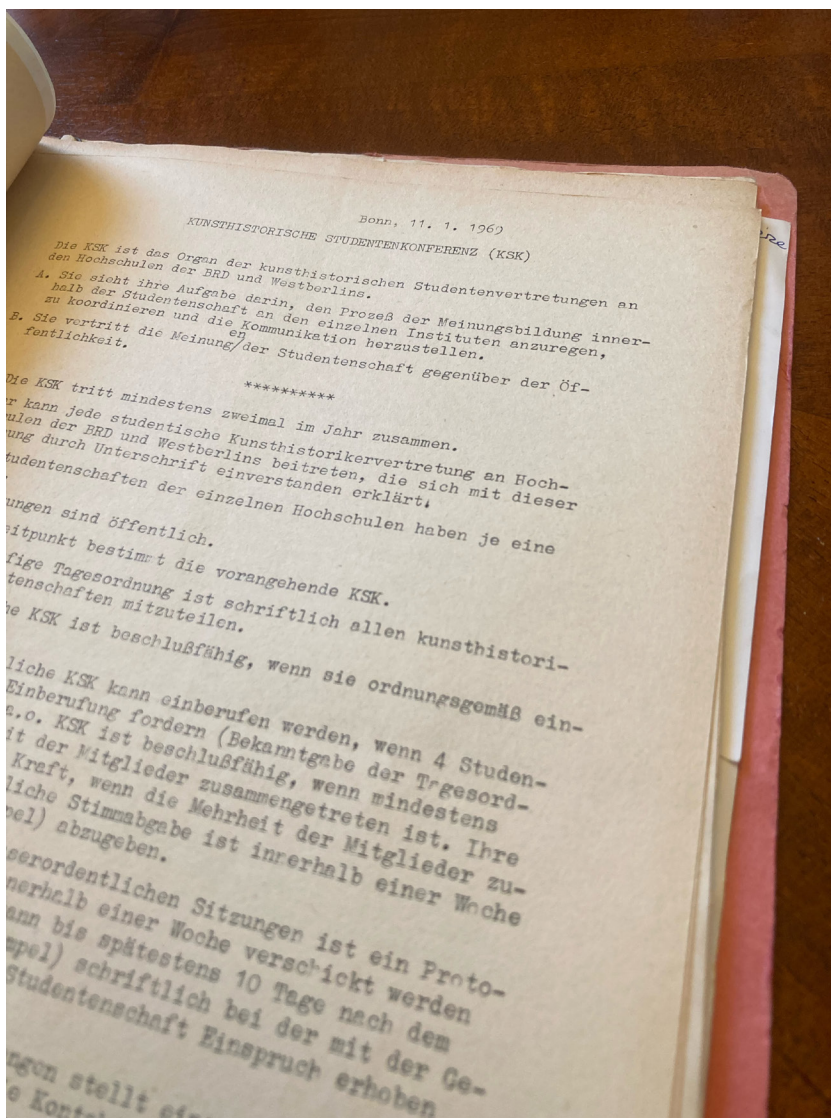 Bonn, 11. 1. 1969
KUNSTHISTORISCHE STUDENTENKONFERENZ (KSK)
Die KSK ist das Organ der kunsthistorischen Studentenvertretungen an
den Hochschulen der BRD und Westberlins.
A. Sie sieht ihre Aufgabe darin, den Prozeß der Meinungsbildung inner-
halb der Studentenschaft an den einzelnen Instituten anzuregen,
zu koordinieren und die Kommunikation herzustellen.
en
B. Sie vertritt die Meinung/der Studentenschaft gegenüber der Öf-
fentlichkeit.
**********
Die KSK tritt mindestens zweimal im Jahr zusammen.
kann jede studentische Kunsthistorikervertretung an Hoch-
ulen der BRD und Westberlins beitreten, die sich mit dieser
ung durch Unterschrift einverstanden erklärt.
tudentenschaften der einzelnen Hochschulen haben je eine
ungen sind öffentlich.
eitpunkt bestimmt die vorangehende KSK.
fige Tagesordnung ist schriftlich allen kunsthistori-
tenschaften mitzuteilen.
he KSK ist beschlußfähig, wenn sie ordnungsgemäß ein-
liche KSK kann einberufen werden, wenn 4 Studen-
Einberufung fordern (Bekanntgabe der Tagesord-
a.o. KSK ist beschlußfähig, wenn mindestens
it der Mitglieder zusammengetreten ist. Ihre
Kraft, wenn die Mehrheit der Mitglieder zu-
liche Stimmabgabe ist innerhalb einer Woche
pel) abzugeben.
serordentlichen Sitzungen ist ein Proto-
nerhalb einer Woche verschickt werden
ann bis spätestens 10 Tage nach dem
mpel) schriftlich bei der mit der Ge-
Studentenschaft Einspruch erhoben
ungen stellt